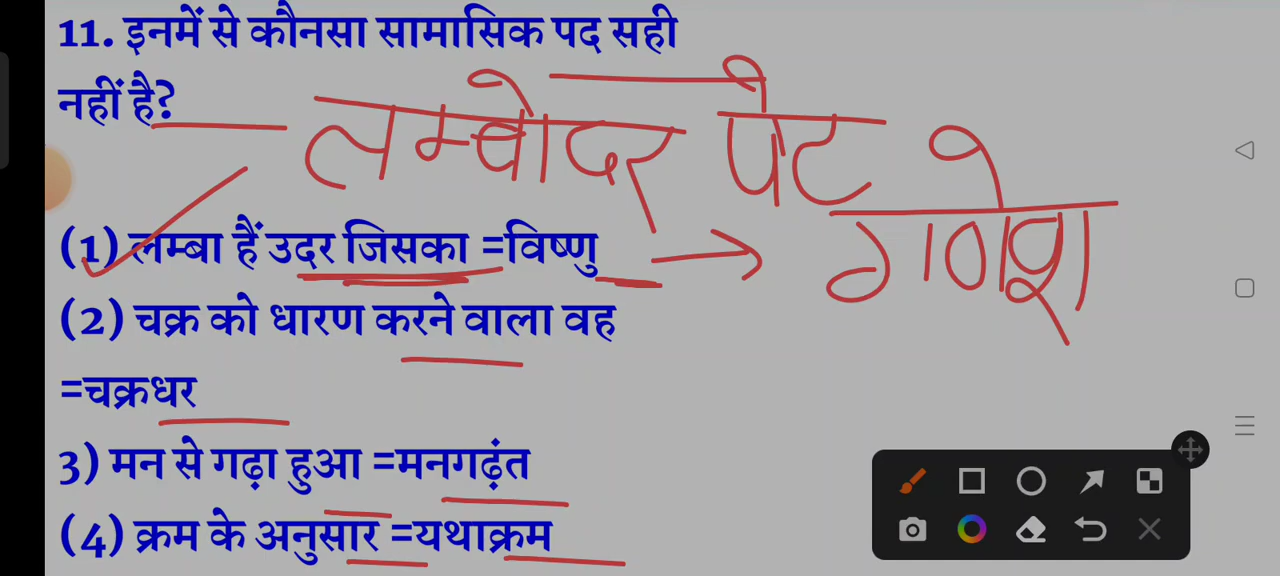 11. इनमें से कौनसा सामासिक पद सही
नहीं है?
लम्बोदर पेट
गणेश
(1) लम्बा हैं उदर जिसका =विष्णु
(2) चक्र को धारण करने वाला वह
=चक्रधर
3) मन से गढ़ा हुआ =मनगढ़ंत
(4) क्रम के अनुसार =यथाक्रम